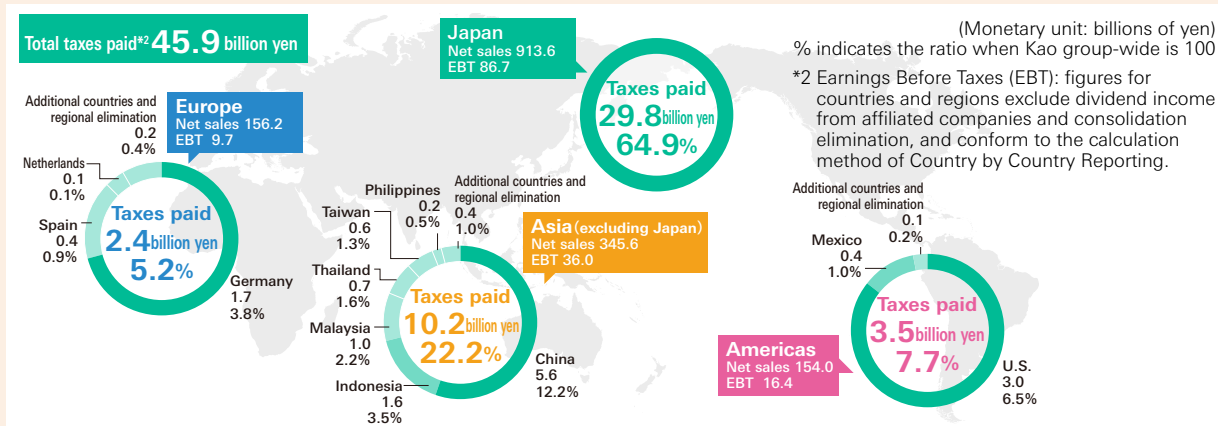 Total taxes paid*2 45.9 billion yen
Japan
Net sales 913.6
EBT 86.7
Taxes paid
29.8 billion yen
64.9%
(Monetary unit: billions of yen)
% indicates the ratio when Kao group-wide is 100
*2 Earnings Before Taxes (EBT): figures for
countries and regions exclude dividend income
from affiliated companies and consolidation
elimination, and conform to the calculation
method of Country by Country Reporting.
Europe
Net sales 156.2
EBT 9.7
Additional countries and
regional elimination
0.2
0.4%
Netherlands
0.1
0.1%
Spain
0.4
0.9%
Taxes paid
2.4 billion yen
5.2%
Germany
1.7
3.8%
Asia (excluding Japan)
Net sales 345.6
EBT 36.0
Additional countries and
regional elimination
0.4
1.0%
Philippines
0.2
0.5%
Taiwan
0.6
1.3%
Thailand
0.7
1.6%
Malaysia
1.0
2.2%
Indonesia
1.6
3.5%
Taxes paid
10.2 billion yen
22.2%
China
5.6
12.2%
Americas
Net sales 154.0
EBT 16.4
Additional countries and
regional elimination
0.1
0.2%
Mexico
0.4
1.0%
Taxes paid
3.5 billion yen
7.7%
U.S.
3.0
6.5%